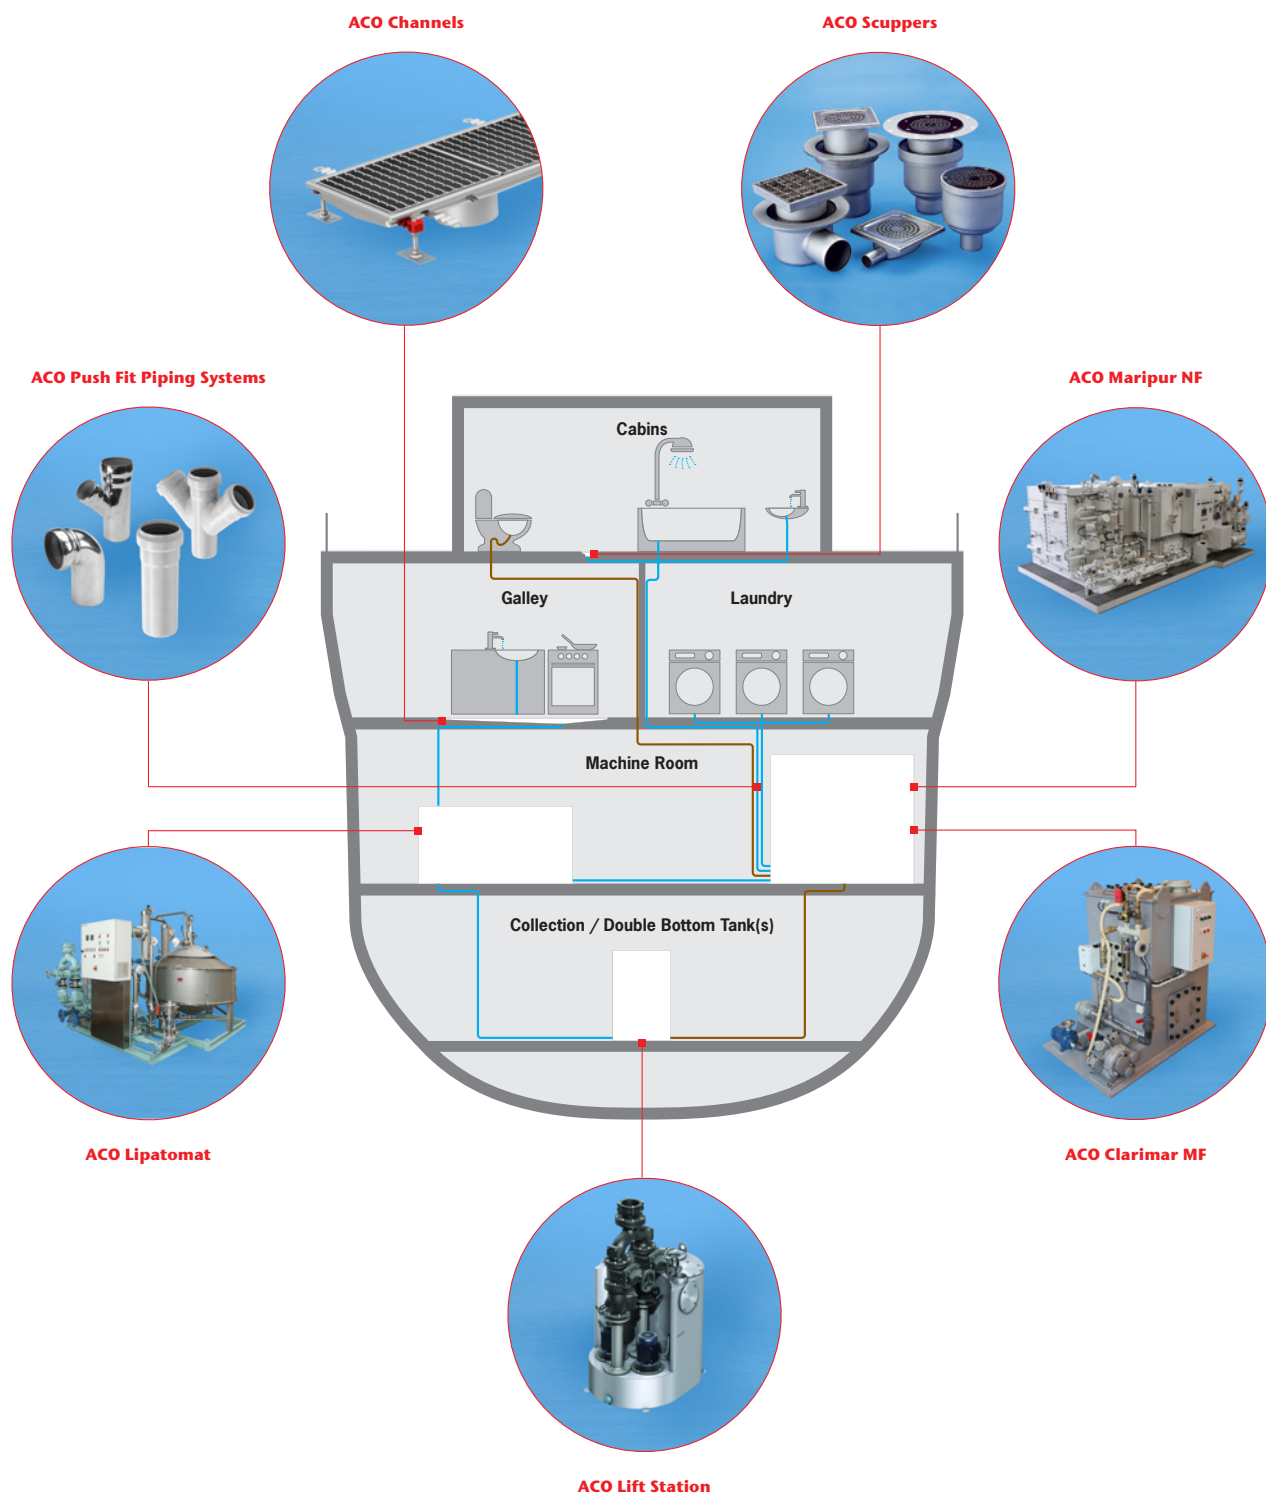 ACO Channels
ACO Scuppers
ACO Push Fit Piping Systems
ACO Maripur NF
Cabins
Galley
Laundry
Machine Room
Collection / Double Bottom Tank(s)
ACO Lipatomat
ACO Clarimar MF
ACO Lift Station